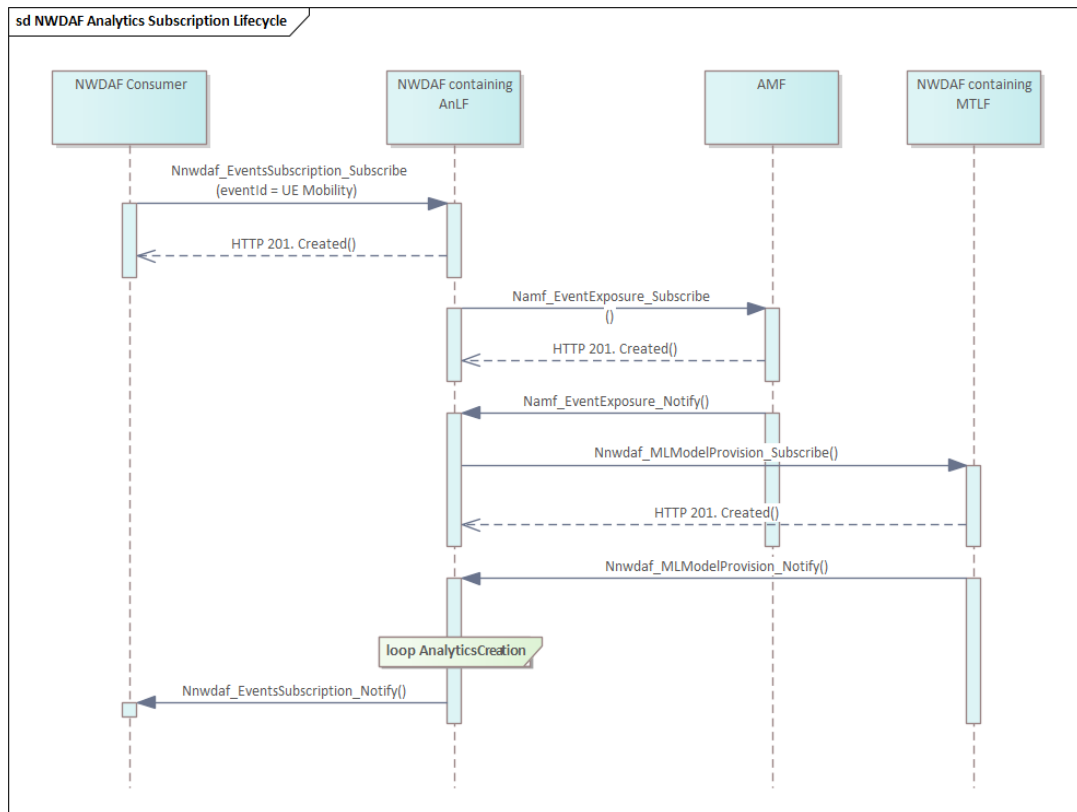 sd NWDAF Analytics Subscription Lifecycle
NWDAF Consumer
NWDAF containing
AnLF
AMF
NWDAF containing
MTLF
Nnwdaf_EventsSubscription_Subscribe
(eventId = UE Mobility)
HTTP 201. Created()
Namf_EventExposure_Subscribe
()
HTTP 201. Created()
Namf_EventExposure_Notify()
Nnwdaf_MLModelProvision_Subscribe()
HTTP 201. Created()
Nnwdaf_MLModelProvision_Notify()
loop AnalyticsCreation
Nnwdaf_EventsSubscription_Notify()